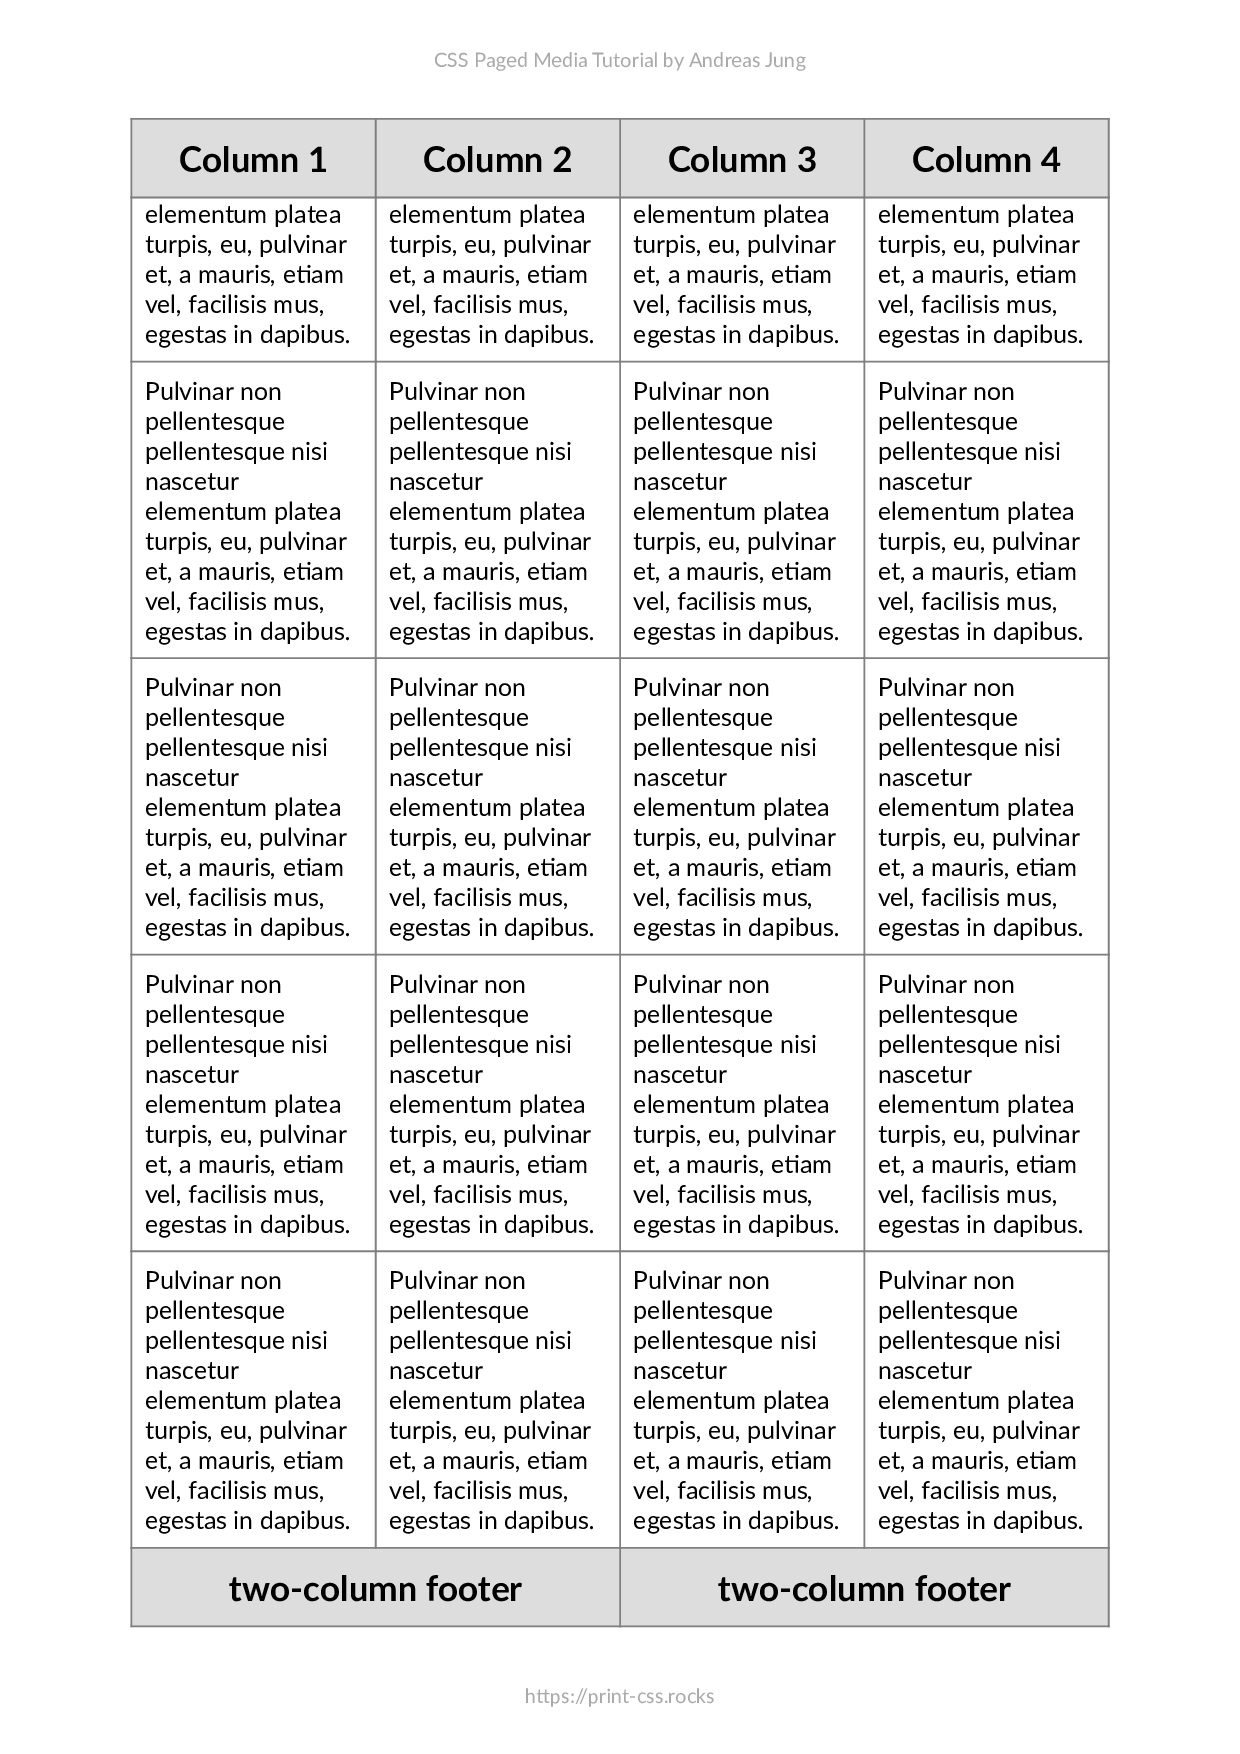 CSS Paged Media Tutorial by Andreas Jung
Column 1 Column 2 Column 3 Column 4
elementum platea elementum platea elementum platea elementum platea
turpis, eu, pulvinar turpis, eu, pulvinar turpis, eu, pulvinar turpis, eu, pulvinar
et, a mauris, etiam et, a mauris, etiam et, a mauris, etiam et, a mauris, etiam
vel, facilisis mus, vel, facilisis mus, vel, facilisis mus, vel, facilisis mus,
egestas in dapibus. egestas in dapibus. egestas in dapibus. egestas in dapibus.
Pulvinar non Pulvinar non Pulvinar non Pulvinar non
pellentesque pellentesque pellentesque pellentesque
pellentesque nisi pellentesque nisi pellentesque nisi pellentesque nisi
nascetur nascetur nascetur nascetur
elementum platea elementum platea elementum platea elementum platea
turpis, eu, pulvinar turpis, eu, pulvinar turpis, eu, pulvinar turpis, eu, pulvinar
et, a mauris, etiam et, a mauris, etiam et, a mauris, etiam et, a mauris, etiam
vel, facilisis mus, vel, facilisis mus, vel, facilisis mus, vel, facilisis mus,
egestas in dapibus. egestas in dapibus. egestas in dapibus. egestas in dapibus.
Pulvinar non Pulvinar non Pulvinar non Pulvinar non
pellentesque pellentesque pellentesque pellentesque
pellentesque nisi pellentesque nisi pellentesque nisi pellentesque nisi
nascetur nascetur nascetur nascetur
elementum platea elementum platea elementum platea elementum platea
turpis, eu, pulvinar turpis, eu, pulvinar turpis, eu, pulvinar turpis, eu, pulvinar
et, a mauris, etiam et, a mauris, etiam et, a mauris, etiam et, a mauris, etiam
vel, facilisis mus, vel, facilisis mus, vel, facilisis mus, vel, facilisis mus,
egestas in dapibus. egestas in dapibus. egestas in dapibus. egestas in dapibus.
Pulvinar non Pulvinar non Pulvinar non Pulvinar non
pellentesque pellentesque pellentesque pellentesque
pellentesque nisi pellentesque nisi pellentesque nisi pellentesque nisi
nascetur nascetur nascetur nascetur
elementum platea elementum platea elementum platea elementum platea
turpis, eu, pulvinar turpis, eu, pulvinar turpis, eu, pulvinar turpis, eu, pulvinar
et, a mauris, etiam et, a mauris, etiam et, a mauris, etiam et, a mauris, etiam
vel, facilisis mus, vel, facilisis mus, vel, facilisis mus, vel, facilisis mus,
egestas in dapibus. egestas in dapibus. egestas in dapibus. egestas in dapibus.
Pulvinar non Pulvinar non Pulvinar non Pulvinar non
pellentesque pellentesque pellentesque pellentesque
pellentesque nisi pellentesque nisi pellentesque nisi pellentesque nisi
nascetur nascetur nascetur nascetur
elementum platea elementum platea elementum platea elementum platea
turpis, eu, pulvinar turpis, eu, pulvinar turpis, eu, pulvinar turpis, eu, pulvinar
et, a mauris, etiam et, a mauris, etiam et, a mauris, etiam et, a mauris, etiam
vel, facilisis mus, vel, facilisis mus, vel, facilisis mus, vel, facilisis mus,
egestas in dapibus. egestas in dapibus. egestas in dapibus. egestas in dapibus.
two-column footer two-column footer
https://print-css.rocks